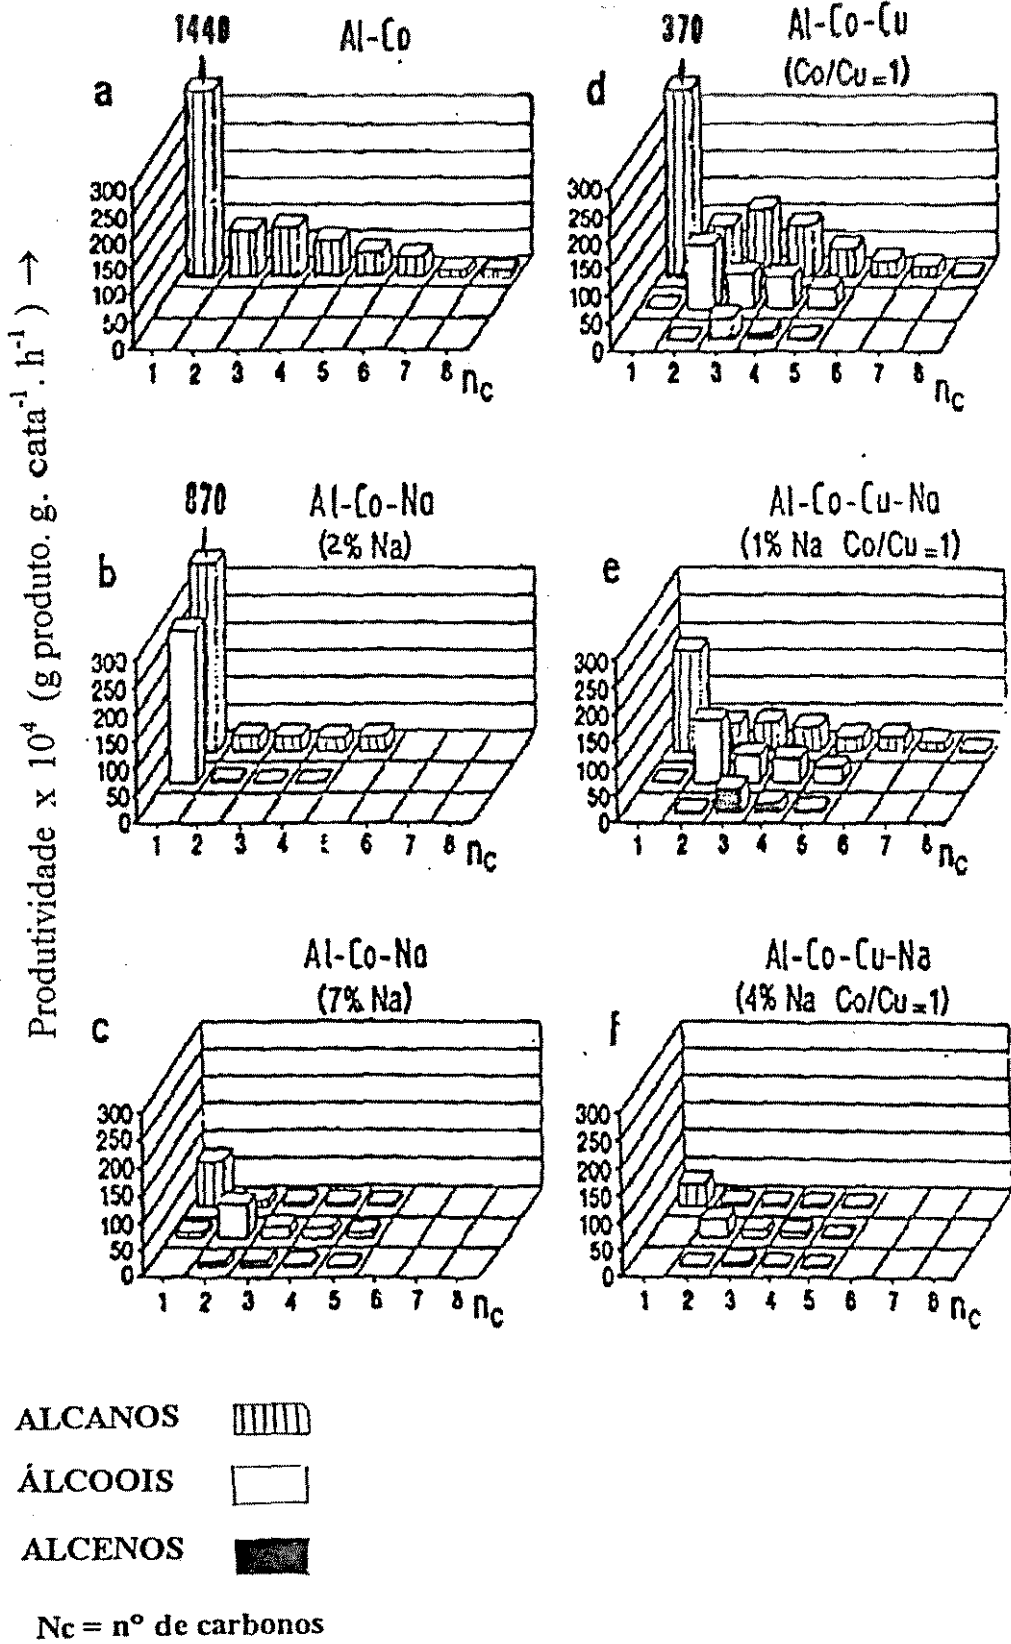 Produtividade x 10⁴ (g produto. g. cata⁻¹. h⁻¹) →
1440
Al-Co
a
300
250
200
150
100
50
0
1 2 3 4 5 6 7 8 nc
370
Al-Co-Cu
(Co/Cu=1)
d
300
250
200
150
100
50
0
1 2 3 4 5 6 7 8 nc
870
Al-Co-Na
(2% Na)
b
300
250
200
150
100
50
0
1 2 3 4 6 7 8 nc
Al-Co-Cu-Na
(1% Na Co/Cu=1)
e
300
250
200
150
100
50
0
1 2 3 4 5 6 7 8 nc
Al-Co-Na
(7% Na)
c
300
250
200
150
100
50
0
1 2 3 4 5 6 7 8 nc
Al-Co-Cu-Na
(4% Na Co/Cu=1)
f
300
250
200
150
100
50
0
1 2 3 4 5 6 7 8 nc
ALCANOS
ÁLCOOIS
ALCENOS
Nc = nº de carbonos